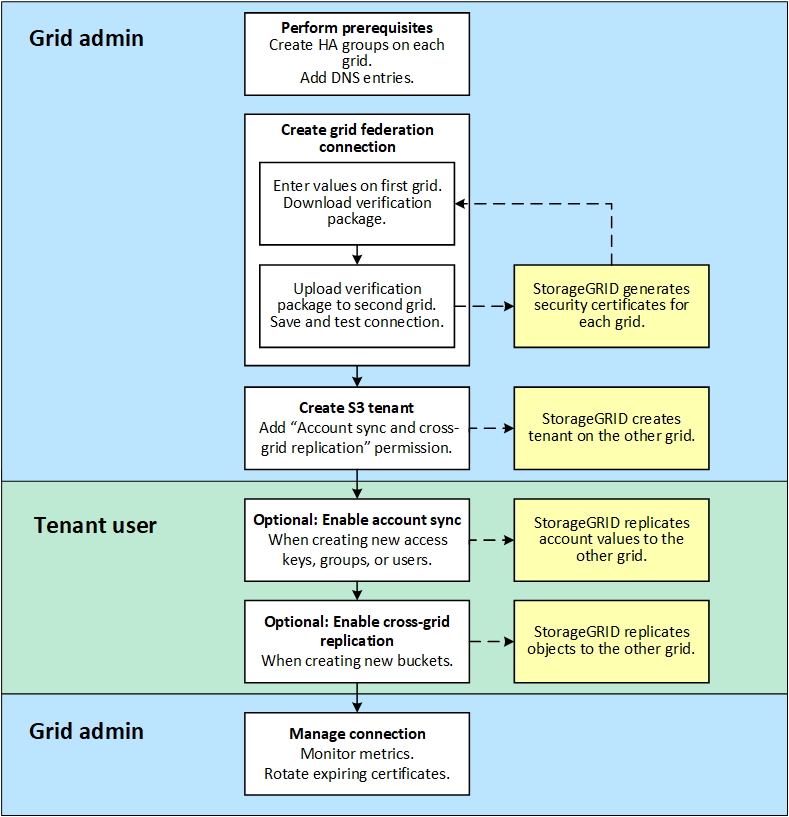 Grid admin
Perform prerequisites
Create HA groups on each
grid.
Add DNS entries.
Create grid federation
connection
Enter values on first grid.
Download verification
package.
Upload verification
package to second grid.
Save and test connection.
StorageGRID generates
security certificates for
each grid.
Create S3 tenant
Add “Account sync and cross-
grid replication” permission.
StorageGRID creates
tenant on the other grid.
Tenant user
Optional: Enable account sync
When creating new access
keys, groups, or users.
StorageGRID replicates
account values to the
other grid.
Optional: Enable cross-grid
replication
When creating new buckets.
StorageGRID replicates
objects to the other grid.
Grid admin
Manage connection
Monitor metrics.
Rotate expiring certificates.